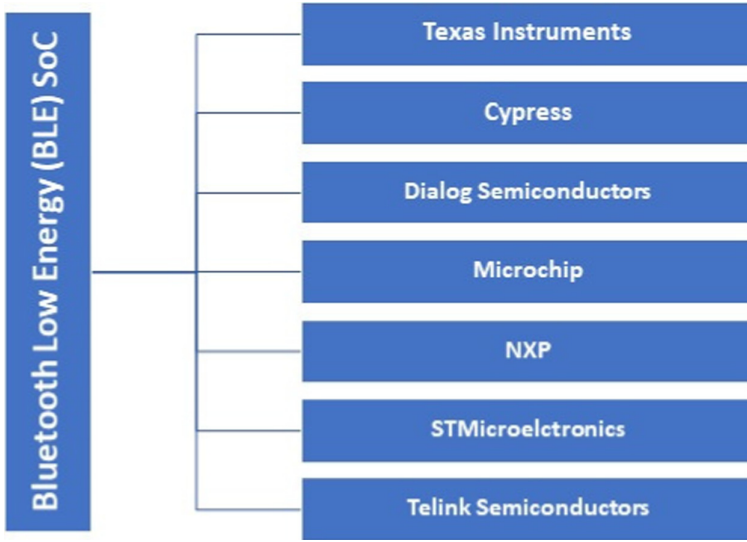 Bluetooth Low Energy (BLE) SoC
Texas Instruments
Cypress
Dialog Semiconductors
Microchip
NXP
STMicroelctronics
Telink Semiconductors